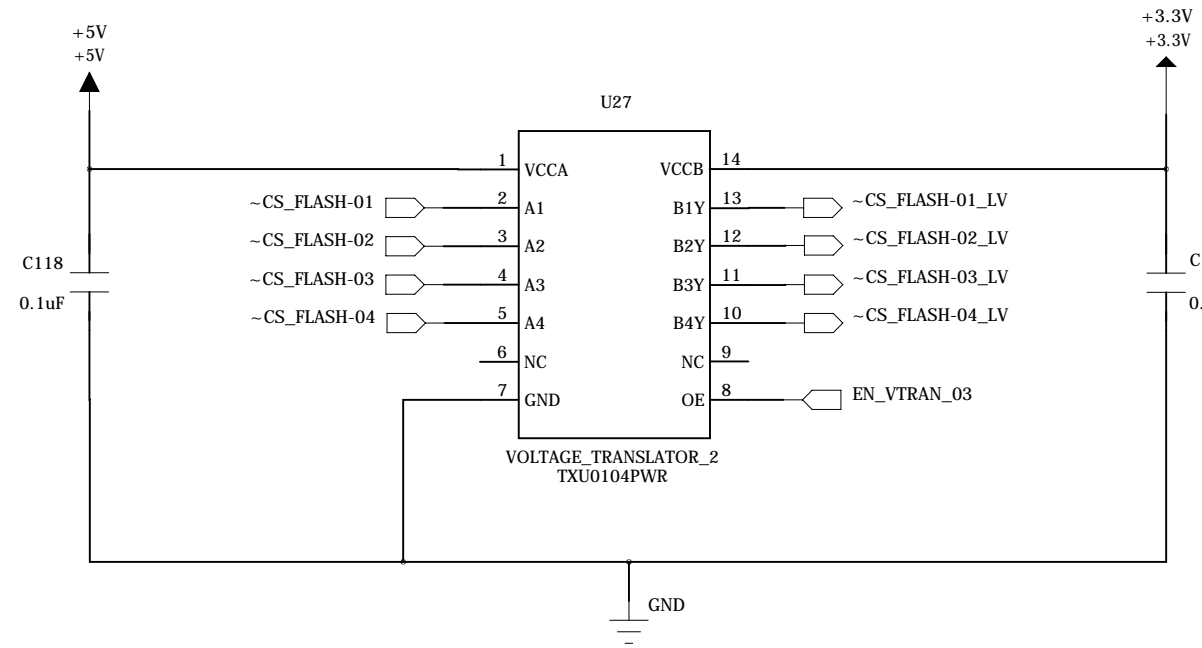 +5V
+5V
+3.3V
+3.3V
U27
1 VCCA VCCB 14
~CS_FLASH-01 2 A1 B1Y 13 ~CS_FLASH-01_LV
~CS_FLASH-02 3 A2 B2Y 12 ~CS_FLASH-02_LV
~CS_FLASH-03 4 A3 B3Y 11 ~CS_FLASH-03_LV
~CS_FLASH-04 5 A4 B4Y 10 ~CS_FLASH-04_LV
6 NC NC 9
7 GND OE 8 EN_VTRAN_03
C118
0.1uF
C
0.
VOLTAGE_TRANSLATOR_2
TXU0104PWR
GND